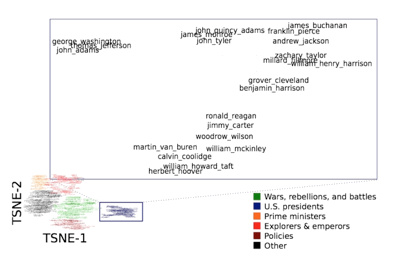 james_buchanan
john_quincy_adams franklin_pierce
james_monroe
george_washington john_tyler andrew_jackson
thomas_jefferson
john_adams
zachary_taylor
millard_fillmore
william_henry_harrison
grover_cleveland
benjamin_harrison
ronald_reagan
jimmy_carter
woodrow_wilson
martin_van_buren william_mckinley
calvin_coolidge
william_howard_taft
herbert_hoover
TSNE-2
TSNE-1
Wars, rebellions, and battles
U.S. presidents
Prime ministers
Explorers & emperors
Policies
Other